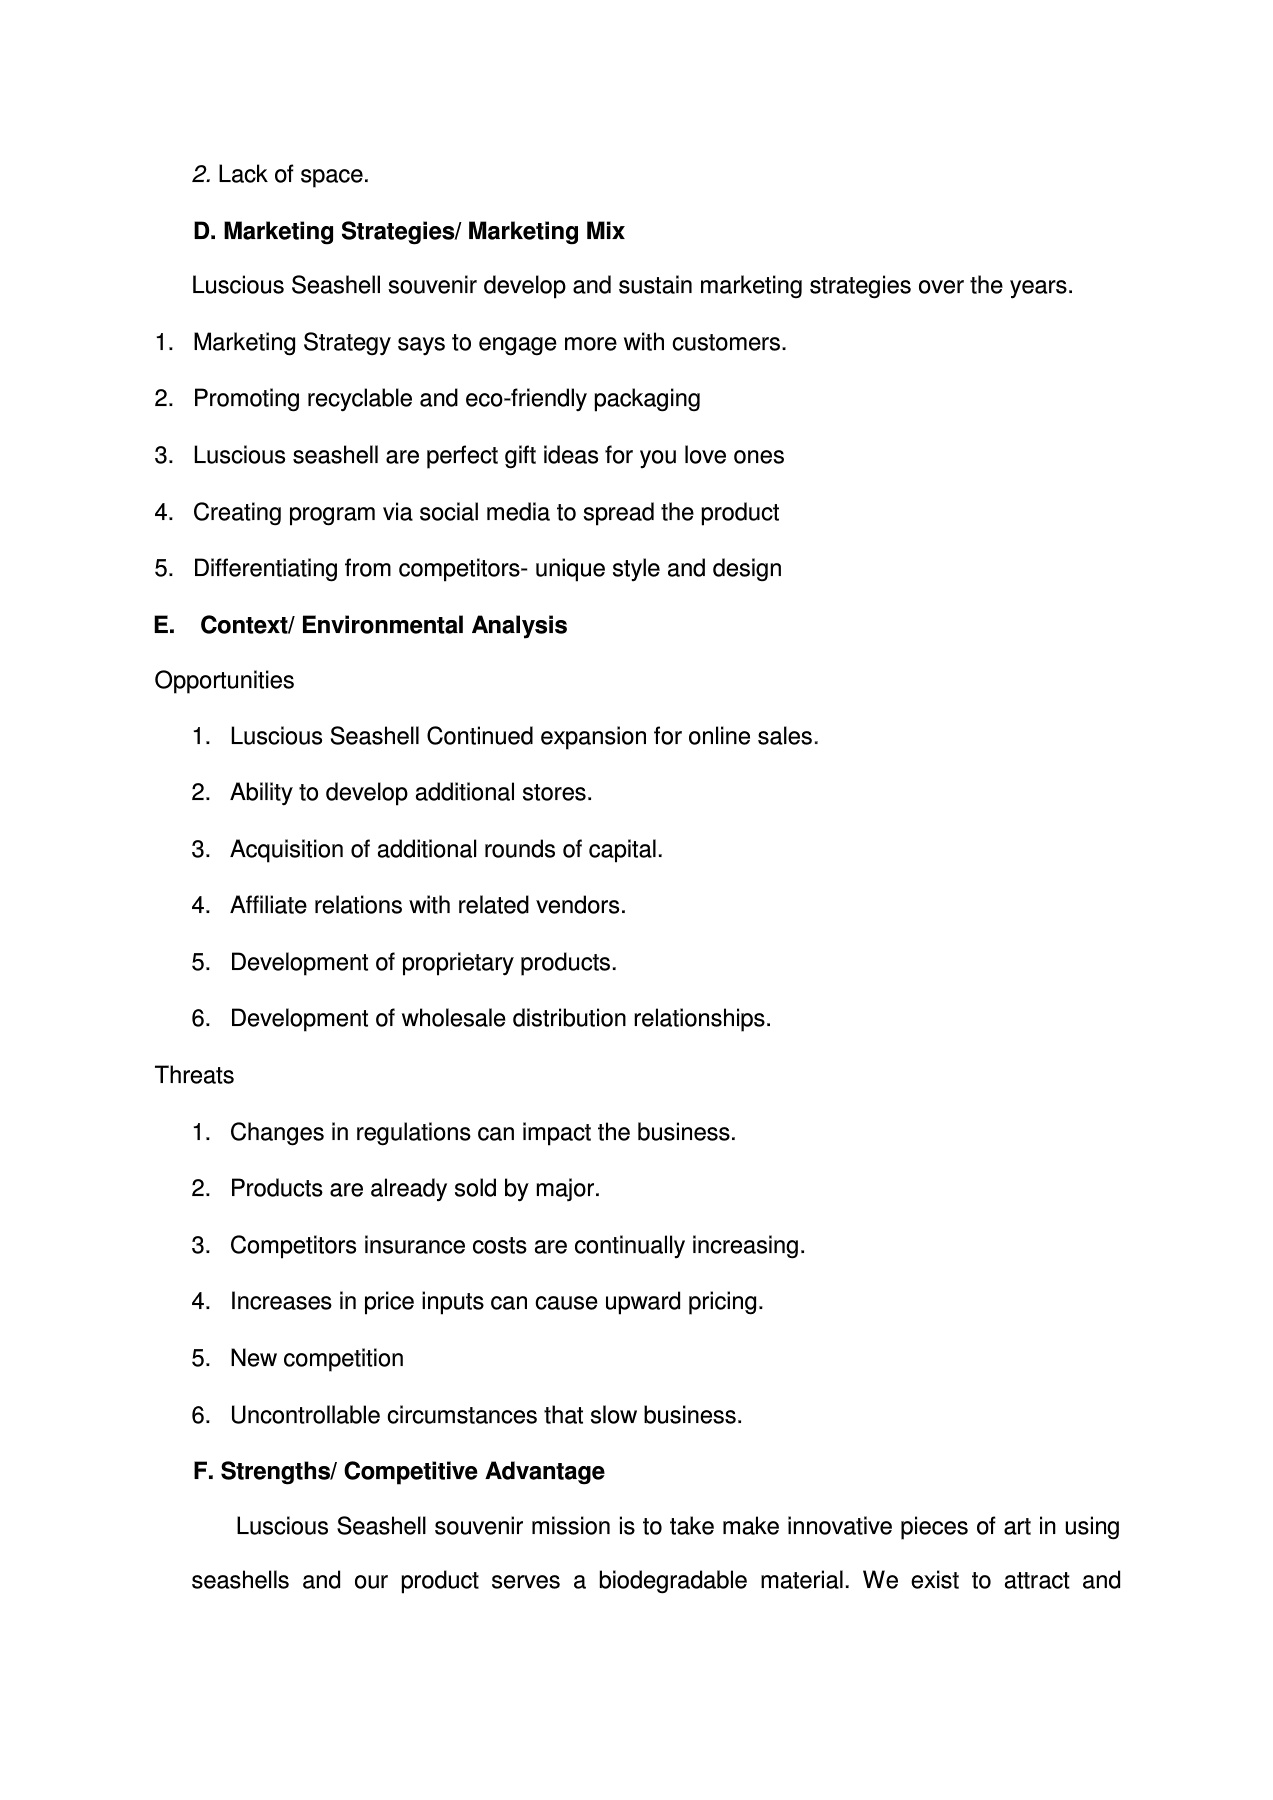 2. Lack of space.
D. Marketing Strategies/ Marketing Mix
Luscious Seashell souvenir develop and sustain marketing strategies over the years.
1. Marketing Strategy says to engage more with customers.
2. Promoting recyclable and eco-friendly packaging
3. Luscious seashell are perfect gift ideas for you love ones
4. Creating program via social media to spread the product
5. Differentiating from competitors- unique style and design
E. Context/ Environmental Analysis
Opportunities
1. Luscious Seashell Continued expansion for online sales.
2. Ability to develop additional stores.
3. Acquisition of additional rounds of capital.
4. Affiliate relations with related vendors.
5. Development of proprietary products.
6. Development of wholesale distribution relationships.
Threats
1. Changes in regulations can impact the business.
2. Products are already sold by major.
3. Competitors insurance costs are continually increasing.
4. Increases in price inputs can cause upward pricing.
5. New competition
6. Uncontrollable circumstances that slow business.
F. Strengths/ Competitive Advantage
Luscious Seashell souvenir mission is to take make innovative pieces of art in using
seashells and our product serves a biodegradable material. We exist to attract and